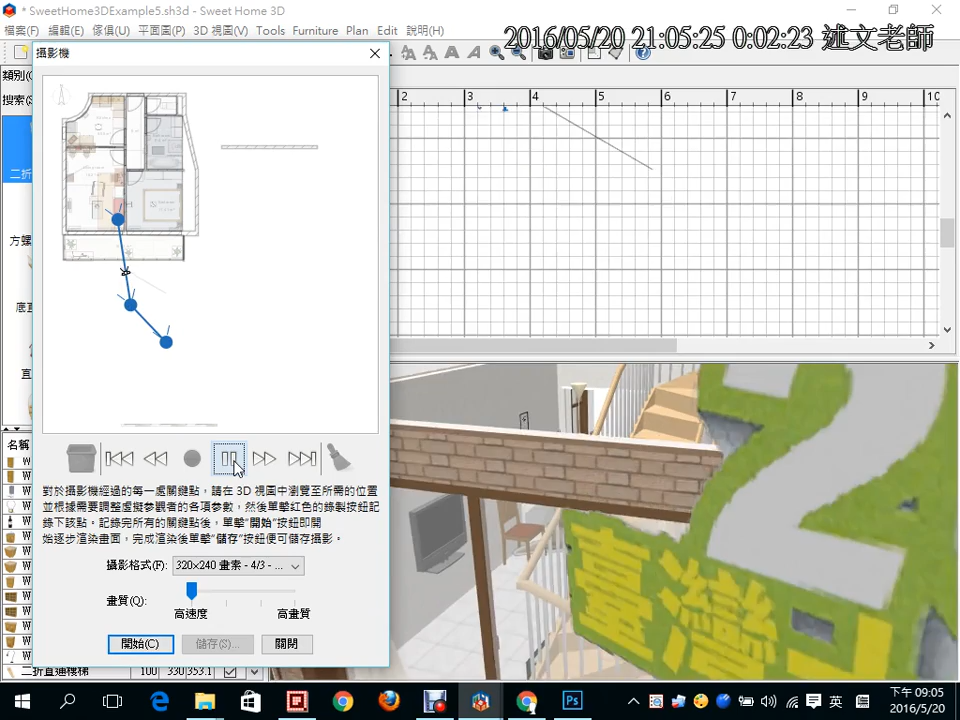 * SweetHome3DExample5.sh3d - Sweet Home 3D
檔案(F) 編輯(E) 傢俱(U) 平面圖(P) 3D 視圖(V) Tools Furniture Plan Edit 說明(H)
2016/05/20 21:05:25 0:02:23 述文老師
攝影機
類別(
搜索(S
2 3 4 5 6 7 8 9 10
二折
方螺
底直
直
名稱
W
W
W
W
W
W
W
W
W
W
W
W
W
W
對於攝影機經過的每一處關鍵點，請在 3D 視圖中瀏覽至所需的位置
並根據需要調整虛擬參觀者的各項參數，然後單擊紅色的錄製按鈕記
錄下該點。記錄完所有的關鍵點後，單擊"開始"按鈕即開
始逐步渲染畫面，完成渲染後單擊"儲存"按鈕便可儲存攝影。
攝影格式(F): 320×240 畫素 - 4/3 - ...
畫質(Q):
高速度 高畫質
開始(C) 儲存(S)... 關閉
二折直通樓梯 100 330 353.1
2
臺灣
英
下午 09:05
2016/5/20
Ps